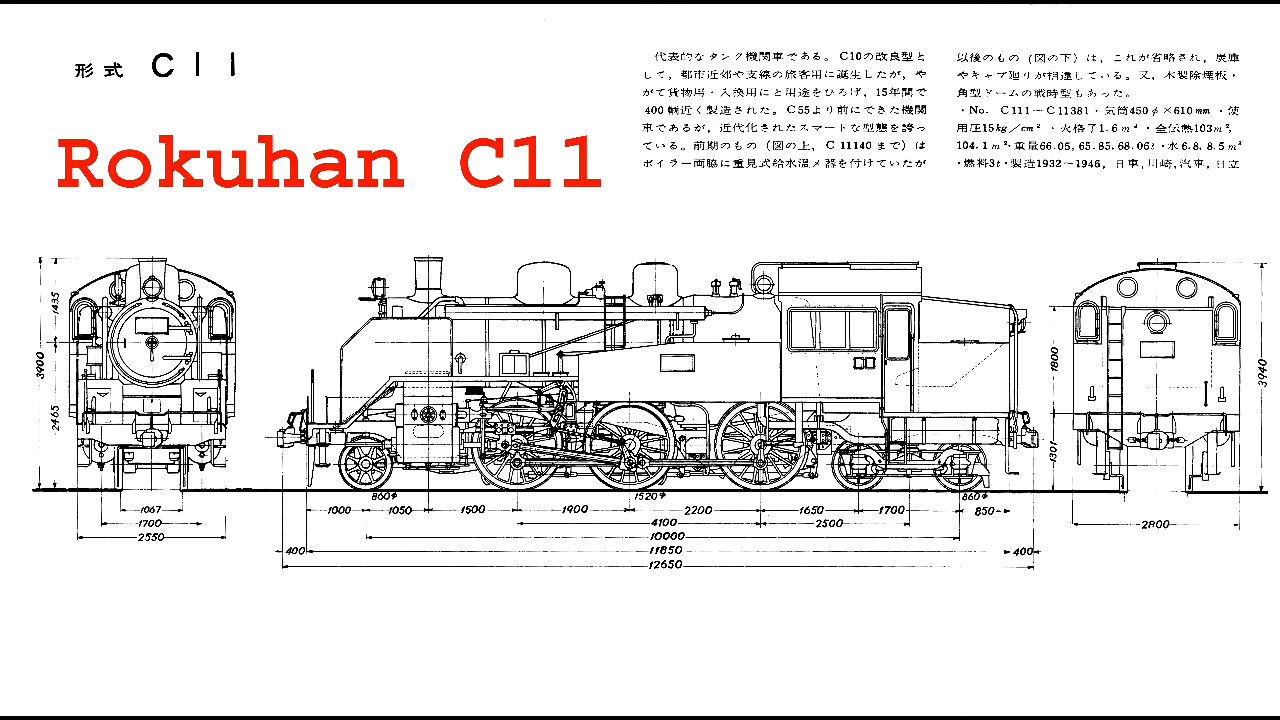 形式 C11
Rokuhan C11
代表的なタンク機関車である。C10の改良型と
して，都市近郊や支線の旅客用に誕生したが，や
がて貨物用・入換用にと用途をひろげ，15年間で
400輌近く製造された。C55より前にできた機関
車であるが，近代化されたスマートな型態を誇っ
ている。前期のもの（図の上，C 11140まで）は
ボイラー両脇に重見式給水温メ器を付けていたが
以後のもの（図の下）は，これが省略され，炭庫
やキャブ廻りが相違している。又，木製除煙板・
角型ドームの戦時型もあった。
・No. C111〜C11381・気筒450φ×610mm・使
用圧15kg／cm²・火格子1.6m²・全伝熱103m²,
104.1m²・重量66.05, 65.85, 68.06t・水6.8, 8.5m³
・燃料3t・製造1932〜1946，日車，川崎，汽車，日立
3900
1435
2465
1067
1700
2550
860φ
1520φ
860φ
1000
1050
1500
1900
2200
1650
1700
850
4100
2500
10000
400
11850
400
12650
1800
1301
3940
2800